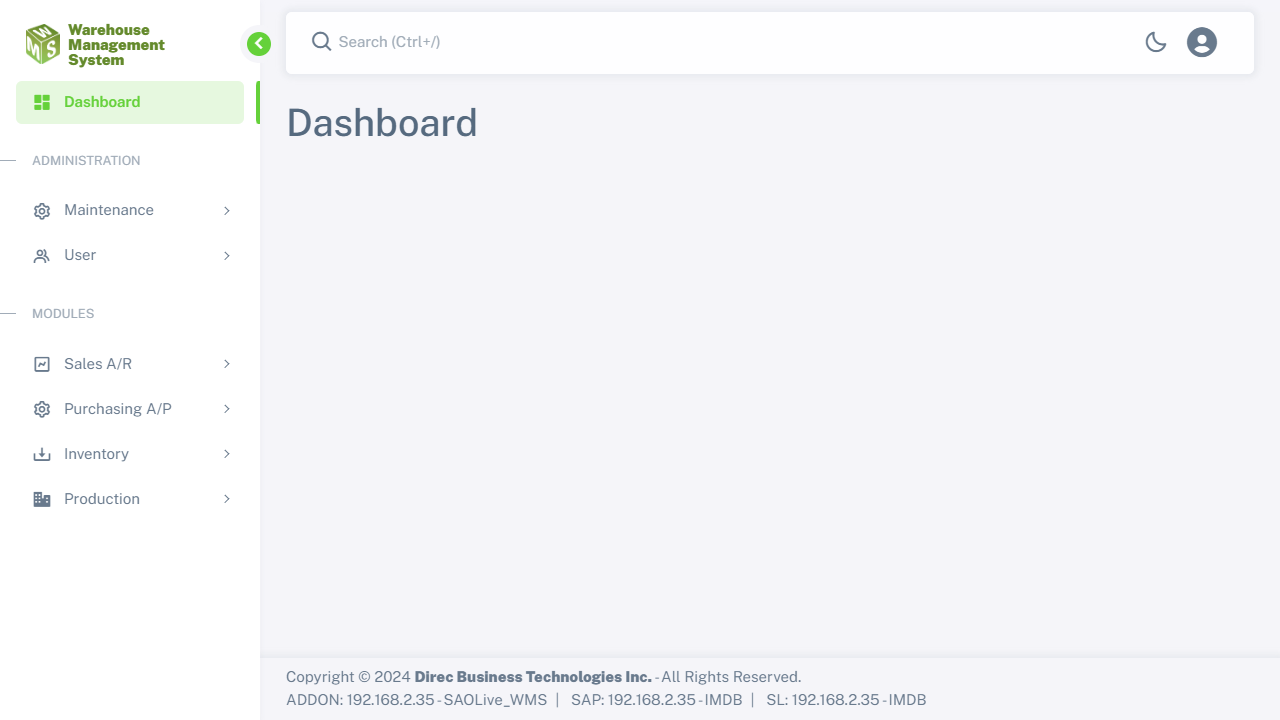 Warehouse
Management
System
Dashboard
ADMINISTRATION
Maintenance
User
MODULES
Sales A/R
Purchasing A/P
Inventory
Production
Search (Ctrl+/)
Dashboard
Copyright © 2024 Direc Business Technologies Inc. - All Rights Reserved.
ADDON: 192.168.2.35 - SAOLive_WMS | SAP: 192.168.2.35 - IMDB | SL: 192.168.2.35 - IMDB